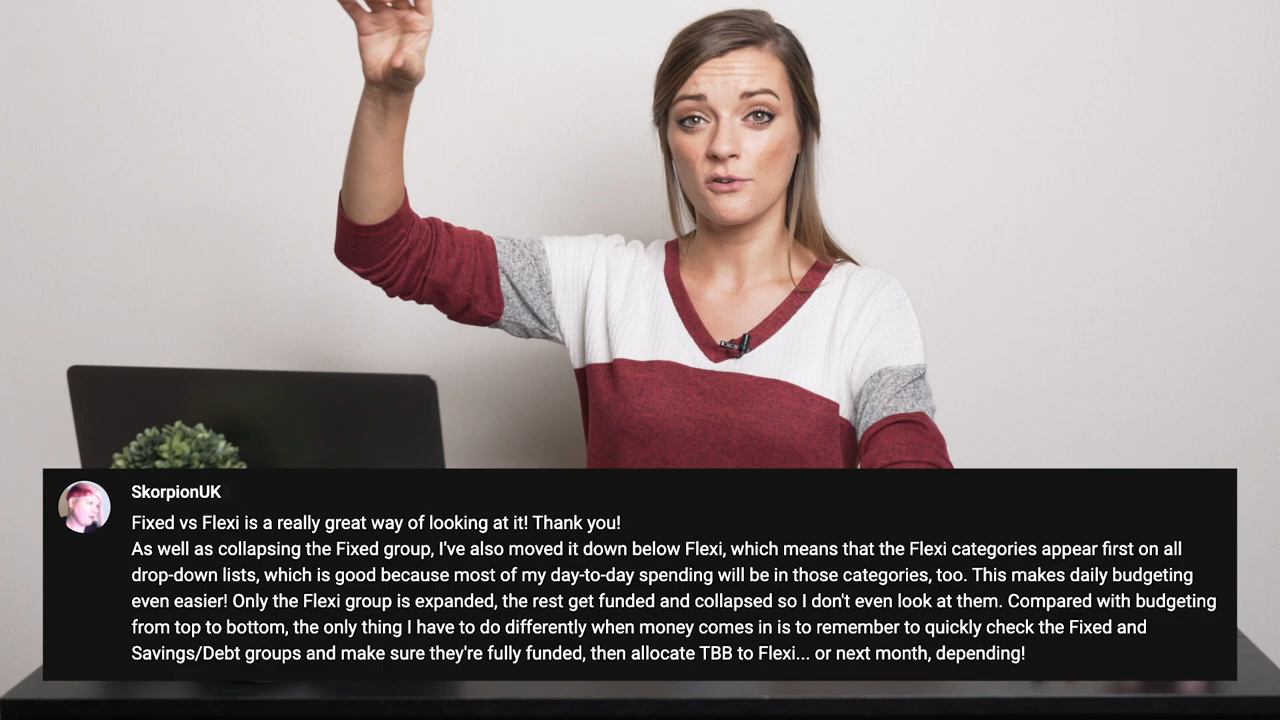 SkorpionUK
Fixed vs Flexi is a really great way of looking at it! Thank you!
As well as collapsing the Fixed group, I've also moved it down below Flexi, which means that the Flexi categories appear first on all
drop-down lists, which is good because most of my day-to-day spending will be in those categories, too. This makes daily budgeting
even easier! Only the Flexi group is expanded, the rest get funded and collapsed so I don't even look at them. Compared with budgeting
from top to bottom, the only thing I have to do differently when money comes in is to remember to quickly check the Fixed and
Savings/Debt groups and make sure they're fully funded, then allocate TBB to Flexi... or next month, depending!